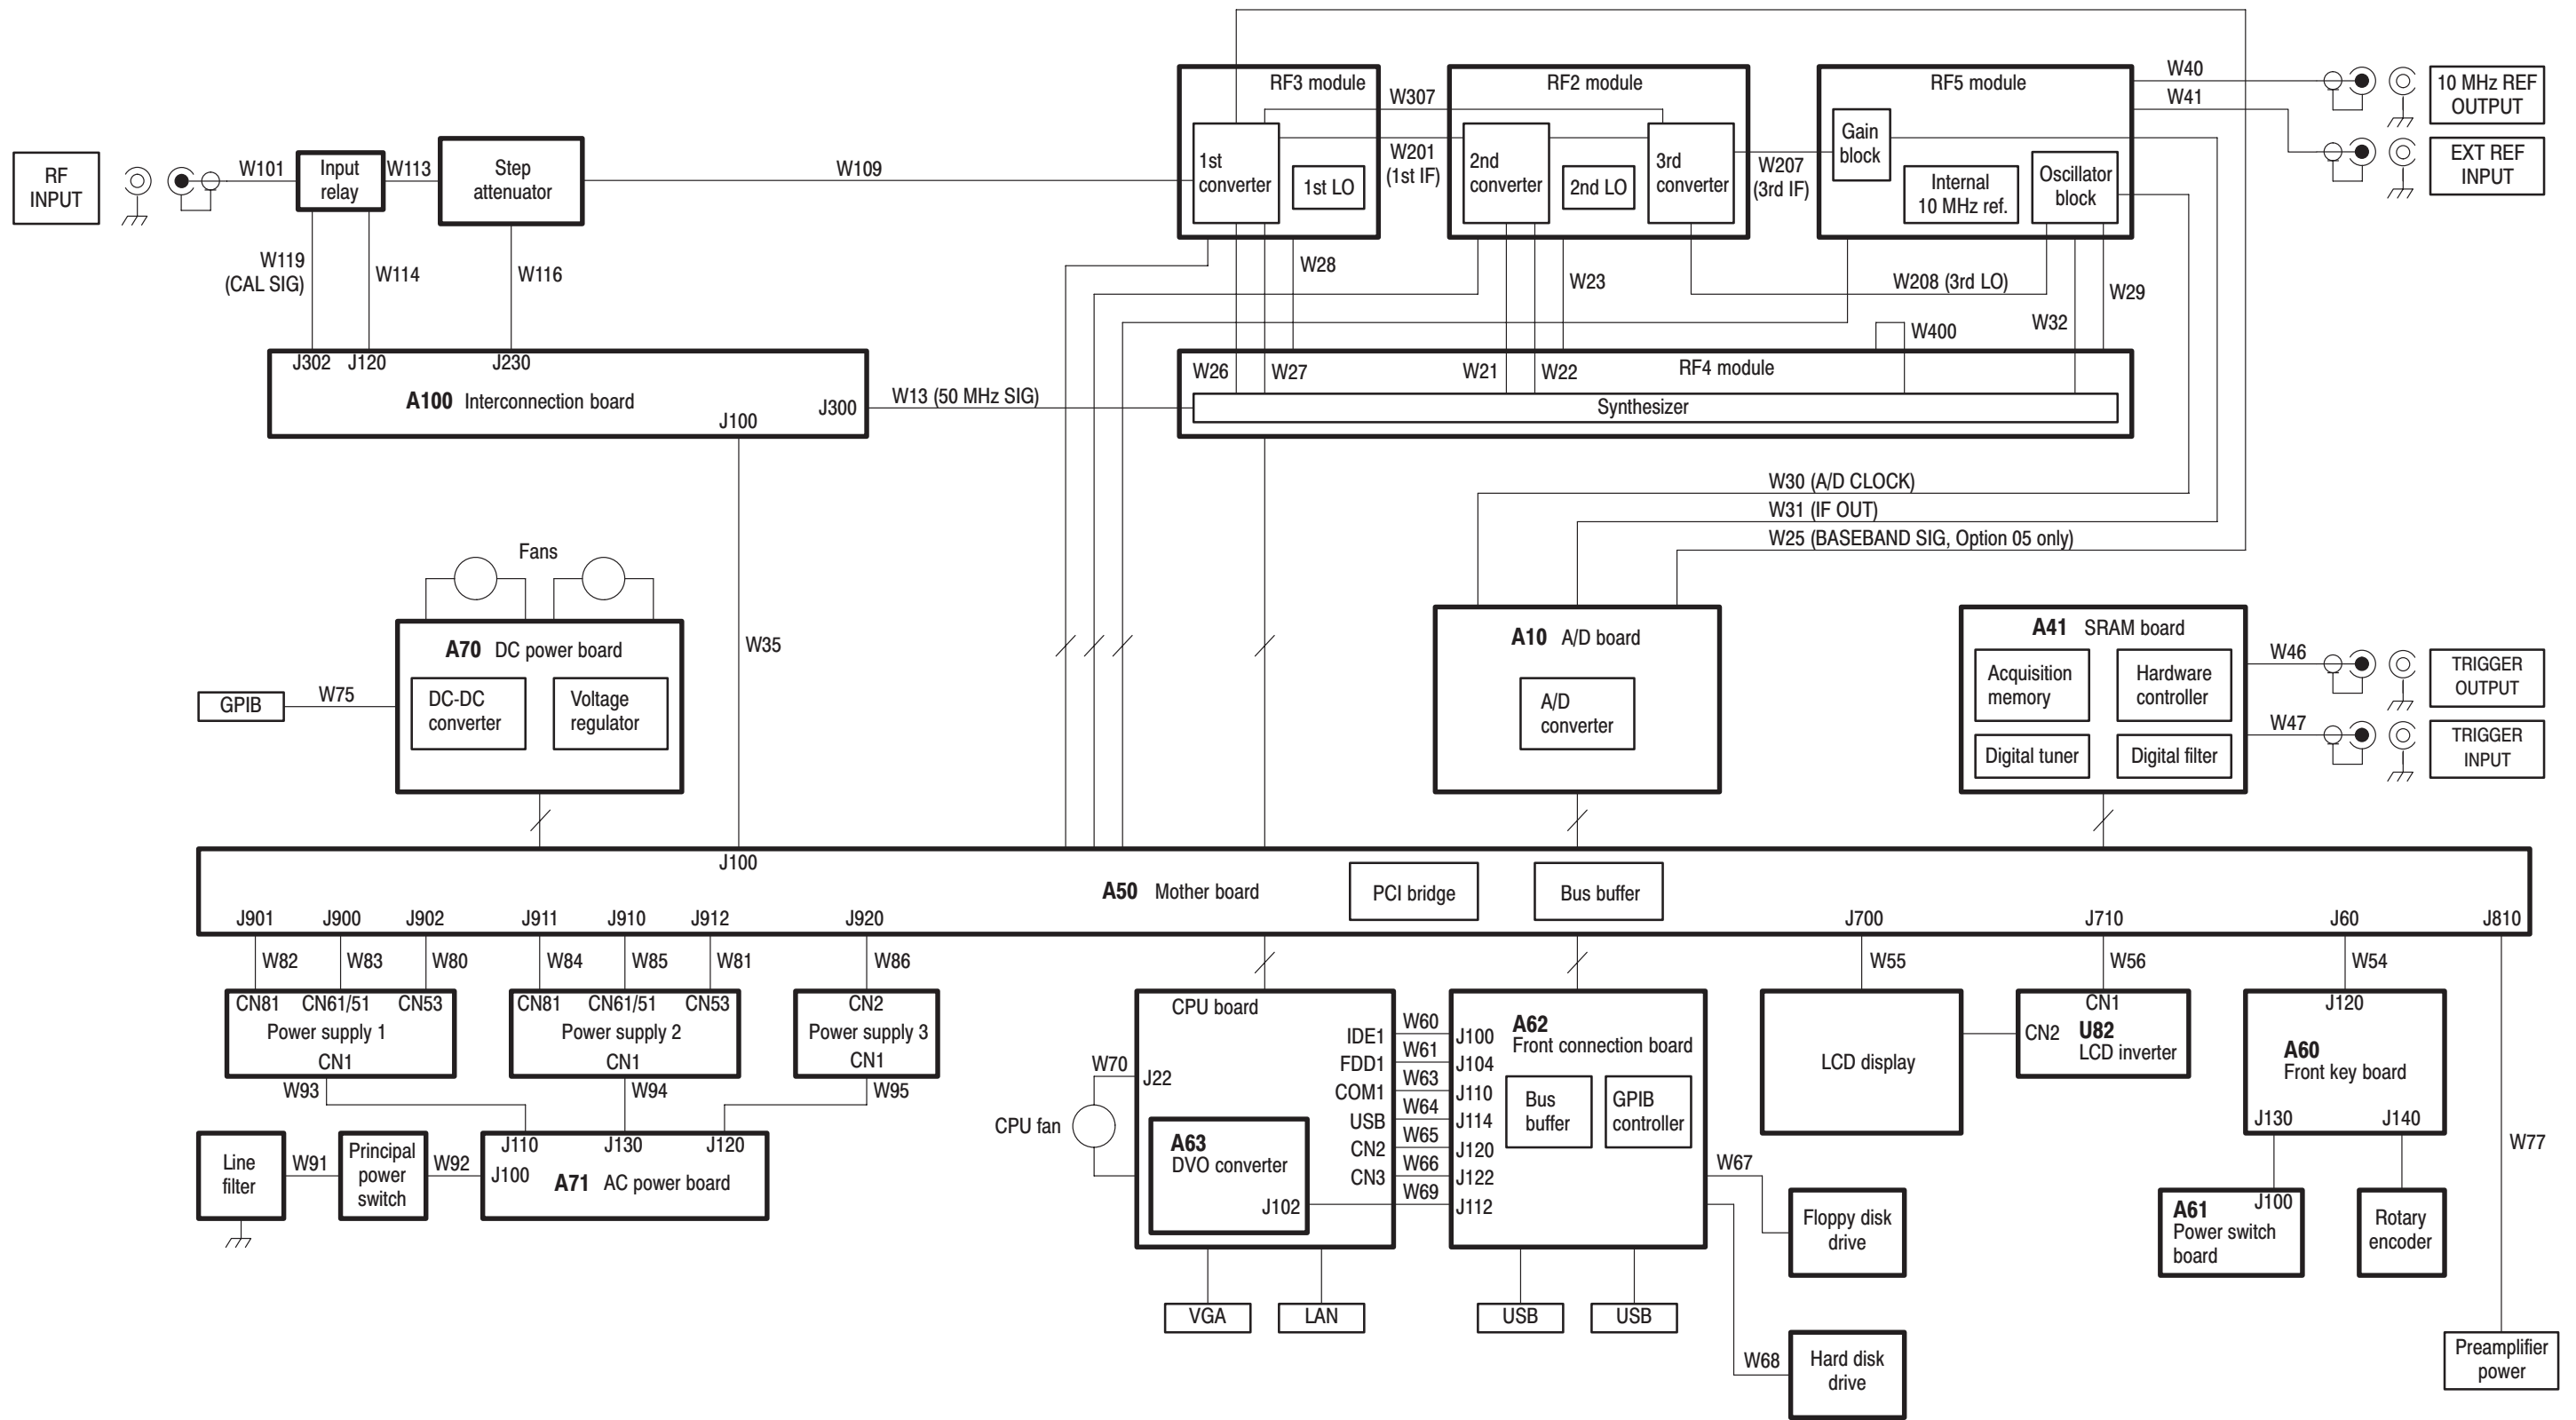 RF3 module
RF2 module
RF5 module
W40
10 MHz REF
OUTPUT
W41
W307
Gain
block
EXT REF
INPUT
RF
INPUT
W101
Input
relay
W113
Step
attenuator
W109
1st
converter
1st LO
W201
(1st IF)
2nd
converter
2nd LO
3rd
converter
W207
(3rd IF)
Internal
10 MHz ref.
Oscillator
block
W119
(CAL SIG)
W114
W116
W28
W23
W208 (3rd LO)
W29
W32
W400
J302
J120
J230
A100 Interconnection board
J300
J100
W13 (50 MHz SIG)
W26
W27
W21
W22
RF4 module
Synthesizer
W30 (A/D CLOCK)
W31 (IF OUT)
W25 (BASEBAND SIG, Option 05 only)
Fans
A70 DC power board
DC-DC
converter
Voltage
regulator
GPIB
W75
W35
A10 A/D board
A/D
converter
A41 SRAM board
Acquisition
memory
Hardware
controller
Digital tuner
Digital filter
W46
TRIGGER
OUTPUT
W47
TRIGGER
INPUT
J100
A50 Mother board
PCI bridge
Bus buffer
J901
J900
J902
J911
J910
J912
J920
J700
J710
J60
J810
W82
W83
W80
W84
W85
W81
W86
W55
W56
W54
CN81
CN61/51
CN53
Power supply 1
CN1
CN81
CN61/51
CN53
Power supply 2
CN1
CN2
Power supply 3
CN1
W93
W94
W95
Line
filter
W91
Principal
power
switch
W92
J110
J130
J120
J100
A71 AC power board
CPU board
IDE1
FDD1
COM1
USB
CN2
CN3
W60
W61
W63
W64
W65
W66
W69
J100
J104
J110
J114
J120
J122
J112
W70
J22
CPU fan
A63
DVO converter
J102
A62
Front connection board
Bus
buffer
GPIB
controller
VGA
LAN
USB
USB
W67
Floppy disk
drive
W68
Hard disk
drive
LCD display
CN1
CN2
U82
LCD inverter
J120
A60
Front key board
J130
J140
J100
A61
Power switch
board
Rotary
encoder
W77
Preamplifier
power